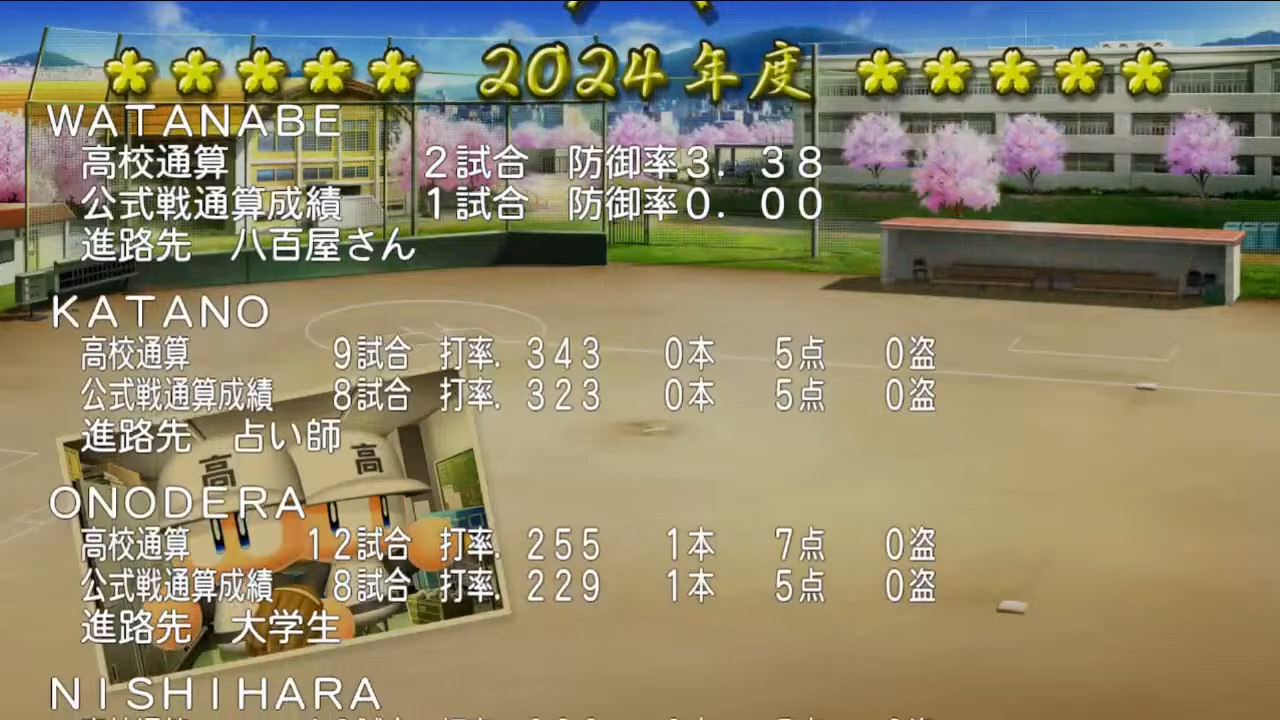 2024年度
WATANABE
高校通算 2試合 防御率3.38
公式戦通算成績 1試合 防御率0.00
進路先 八百屋さん
KATANO
高校通算 9試合 打率.343 0本 5点 0盗
公式戦通算成績 8試合 打率.323 0本 5点 0盗
進路先 占い師
高 高
ONODERA
高校通算 12試合 打率.255 1本 7点 0盗
公式戦通算成績 8試合 打率.229 1本 5点 0盗
進路先 大学生
NISHIHARA